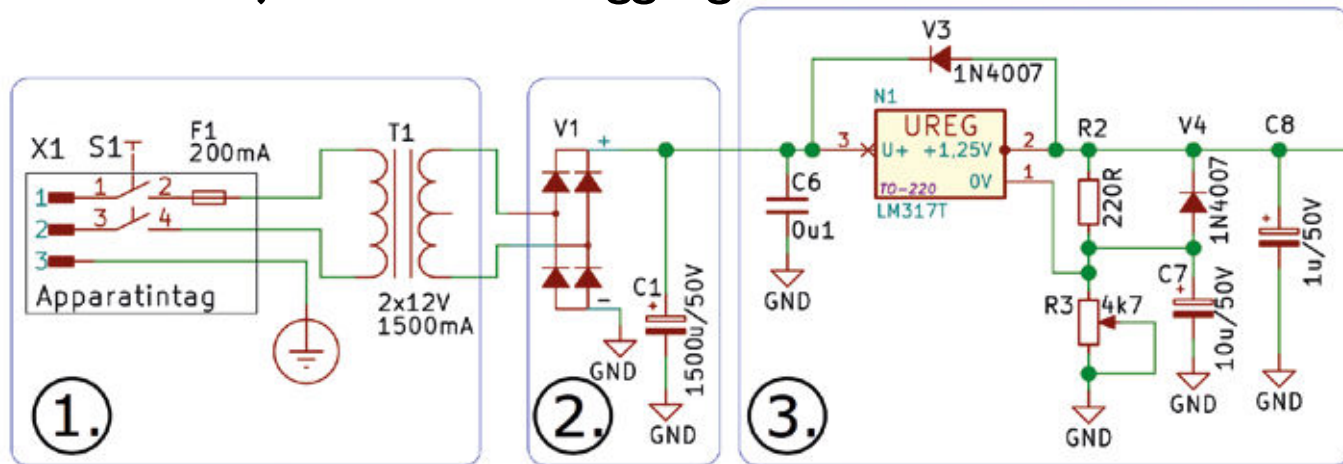 V3
1N4007
N1
UREG
3
U+ +1,25V
2
1
0V
TO-220
LM317T
X1 S1
F1
200mA
T1
V1
+
R2
V4
C8
1
1
2
2
3
4
3
Apparatintag
2x12V
1500mA
-
GND
C1
+
1500u/50V
GND
C6
0u1
GND
220R
1N4007
+
1u/50V
GND
R3
4k7
C7
+
10u/50V
GND
GND
1.
2.
3.